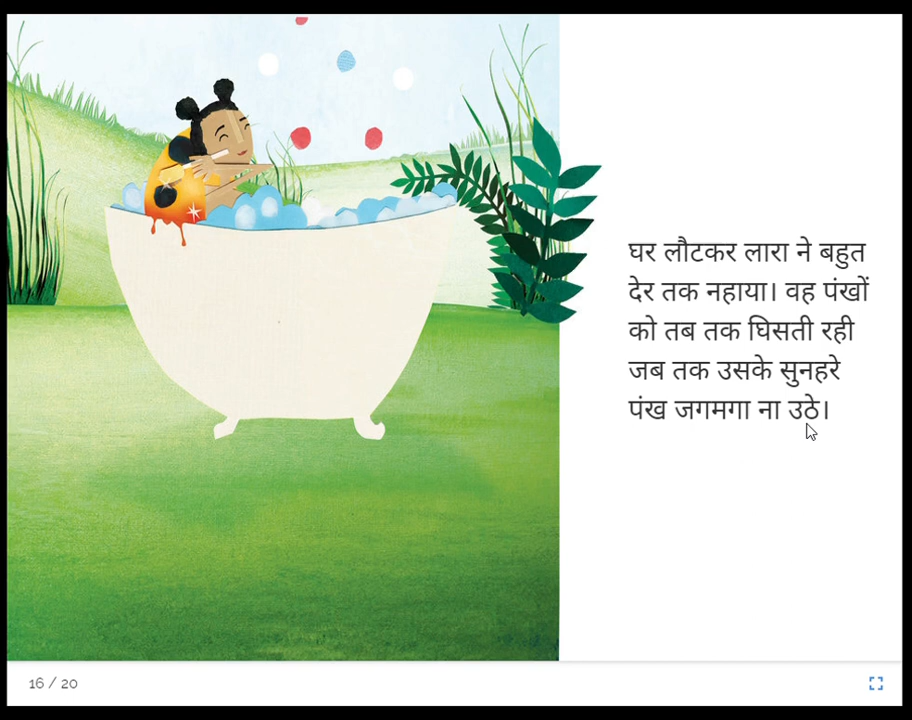 घर लौटकर लारा ने बहुत
देर तक नहाया। वह पंखों
को तब तक घिसती रही
जब तक उसके सुनहरे
पंख जगमगा ना उठे।
16 / 20